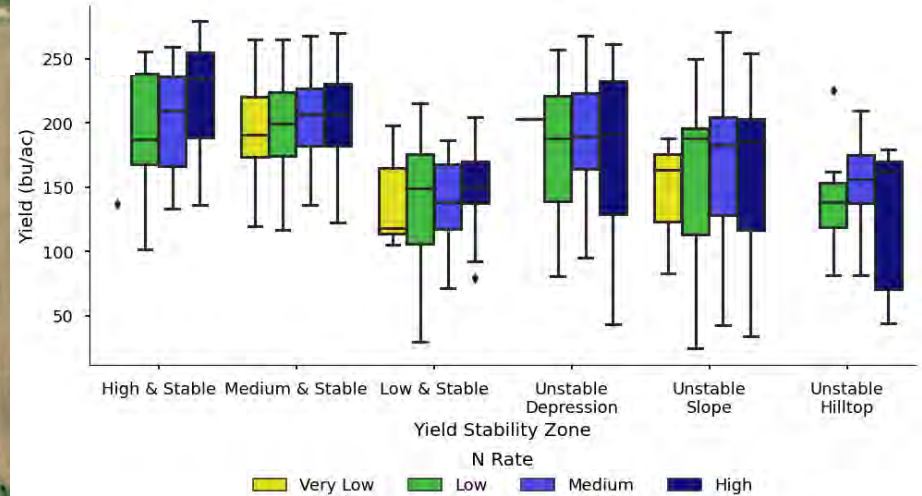 250
200
150
100
50
Yield (bu/ac)
High & Stable Medium & Stable Low & Stable Unstable Depression Unstable Slope Unstable Hilltop
Yield Stability Zone
N Rate
Very Low Low Medium High